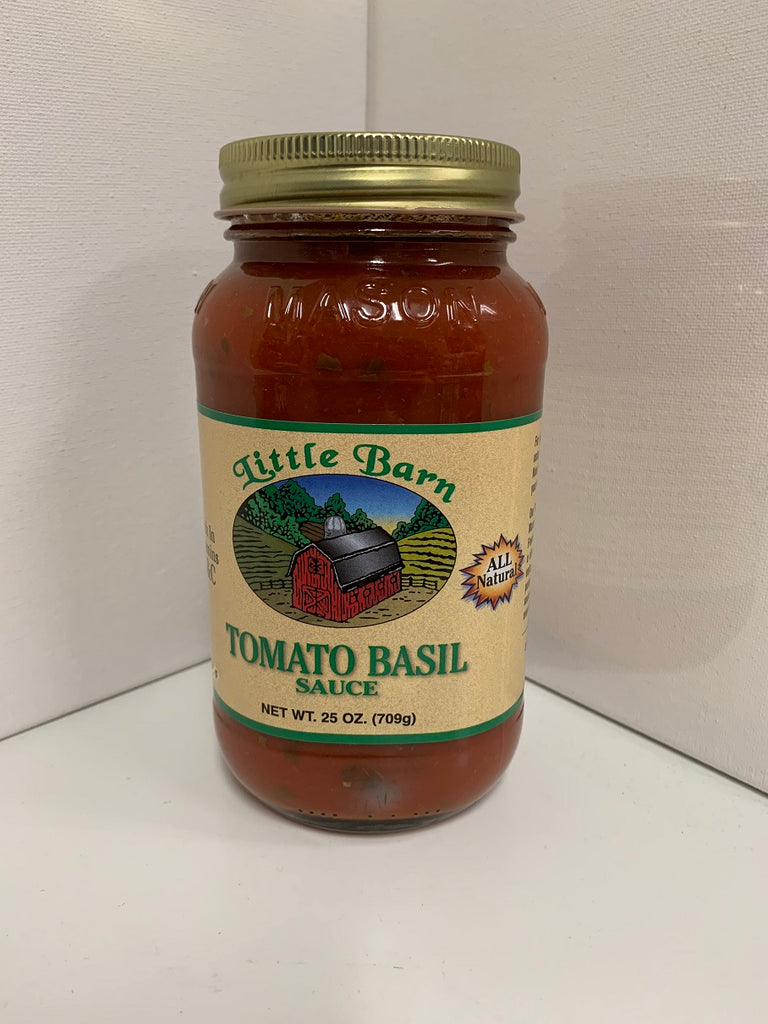 MASON
Little Barn
ALL
Natural
TOMATO BASIL
SAUCE
NET WT. 25 OZ. (709g)